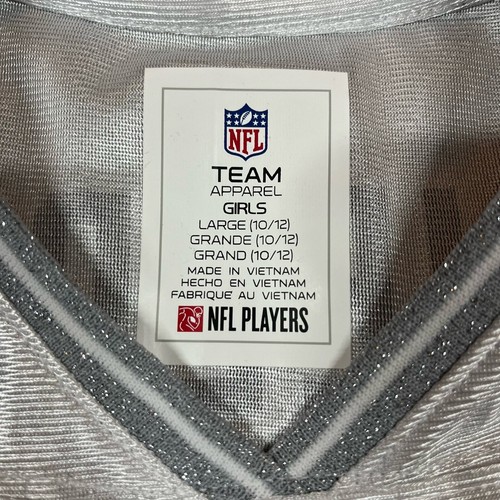 NFL
TEAM
APPAREL
GIRLS
LARGE (10/12)
GRANDE (10/12)
GRAND (10/12)
MADE IN VIETNAM
HECHO EN VIETNAM
FABRIQUÉ AU VIETNAM
NFL PLAYERS